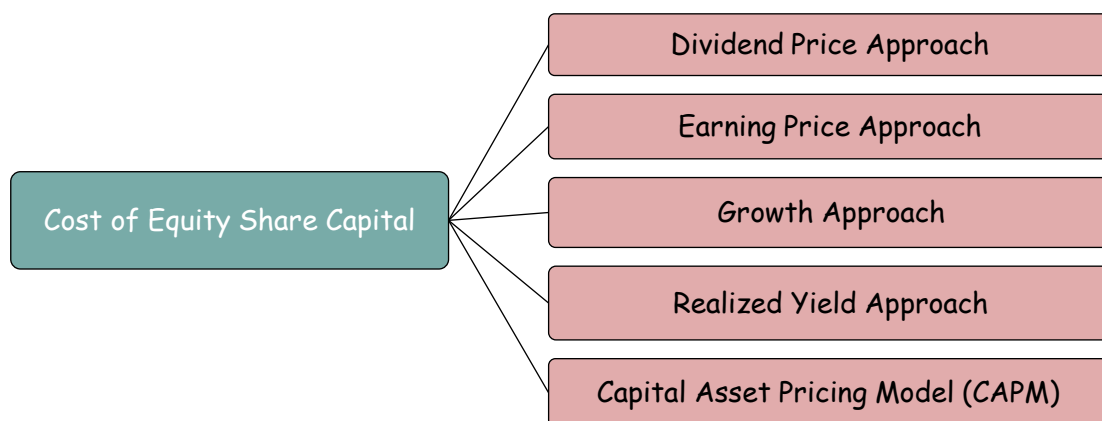 Cost of Equity Share Capital
Dividend Price Approach
Earning Price Approach
Growth Approach
Realized Yield Approach
Capital Asset Pricing Model (CAPM)